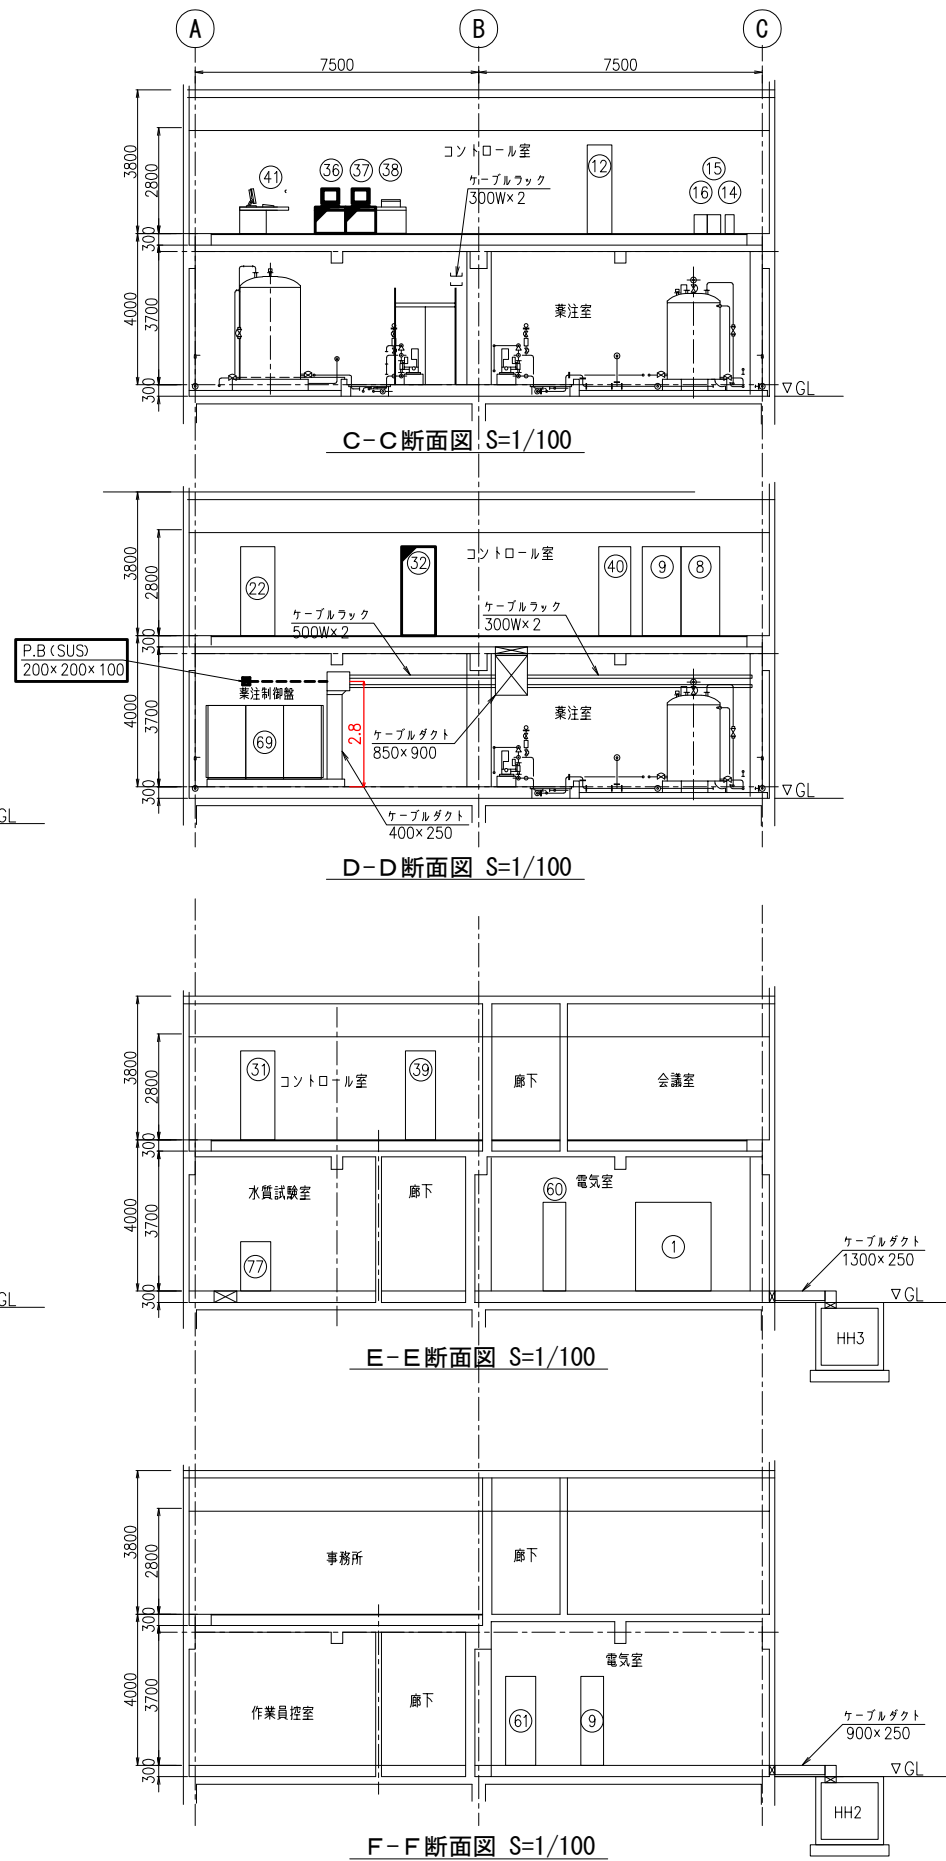 A B C
7500 7500
3800 2800 300
コントロール室
41 36 37 38 12 15 16 14
ケーブルラック
300W×2
4000 3700 300
薬注室
▽GL
C-C断面図 S=1/100
3800 2800 300
22 32 コントロール室 40 9 8
ケーブルラック
500W×2
ケーブルラック
300W×2
P.B(SUS)
200×200×100
4000 3700 300
薬注制御盤
69
2.8
ケーブルダクト
850×900
薬注室
▽GL
ケーブルダクト
400×250
GL
D-D断面図 S=1/100
3800 2800 300
31 コントロール室 39 廊下 会議室
4000 3700 300
水質試験室 廊下 電気室
77 60 1
ケーブルダクト
1300×250
▽GL
GL
HH3
E-E断面図 S=1/100
3800 2800 300
事務所 廊下
4000 3700 300
作業員控室 廊下 電気室
61 9
ケーブルダクト
900×250
▽GL
HH2
F-F断面図 S=1/100